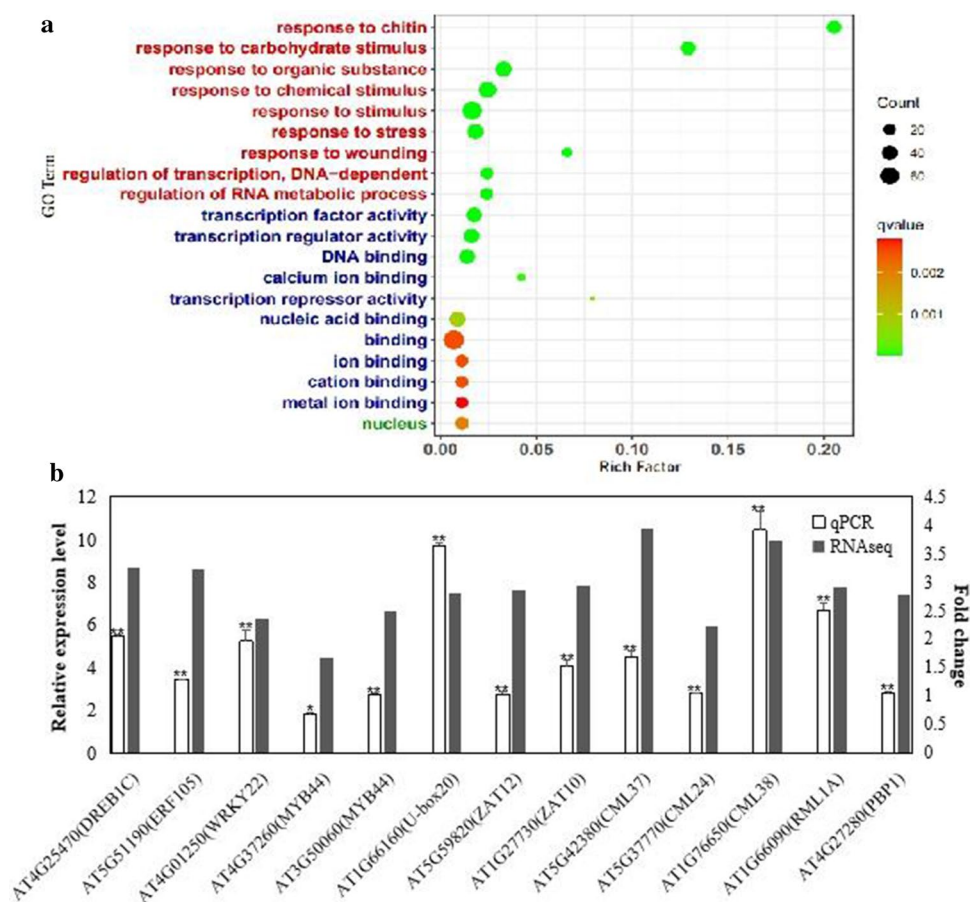 a
GO Term
response to chitin
response to carbohydrate stimulus
response to organic substance
response to chemical stimulus
response to stimulus
response to stress
response to wounding
regulation of transcription, DNA-dependent
regulation of RNA metabolic process
transcription factor activity
transcription regulator activity
DNA binding
calcium ion binding
transcription repressor activity
nucleic acid binding
binding
ion binding
cation binding
metal ion binding
nucleus
0.00 0.05 0.10 0.15 0.20
Rich Factor
Count
20
40
60
qvalue
0.002
0.001
b
Relative expression level
12
10
8
6
4
2
0
** ** ** * ** ** ** ** ** ** ** ** **
qPCR
RNAseq
4.5
4
3.5
3
2.5
2
1.5
1
0.5
0
Fold change
AT4G25470(DREB1C)
AT5G51190(ERF105)
AT4G01250(WRKY22)
AT4G37260(MYB44)
AT3G50060(MYB44)
AT1G66160(U-box20)
AT5G59820(ZAT12)
AT1G27730(ZAT10)
AT5G42380(CML37)
AT5G37770(CML24)
AT1G76650(CML38)
AT1G66090(RML1A)
AT4G27280(PBP1)